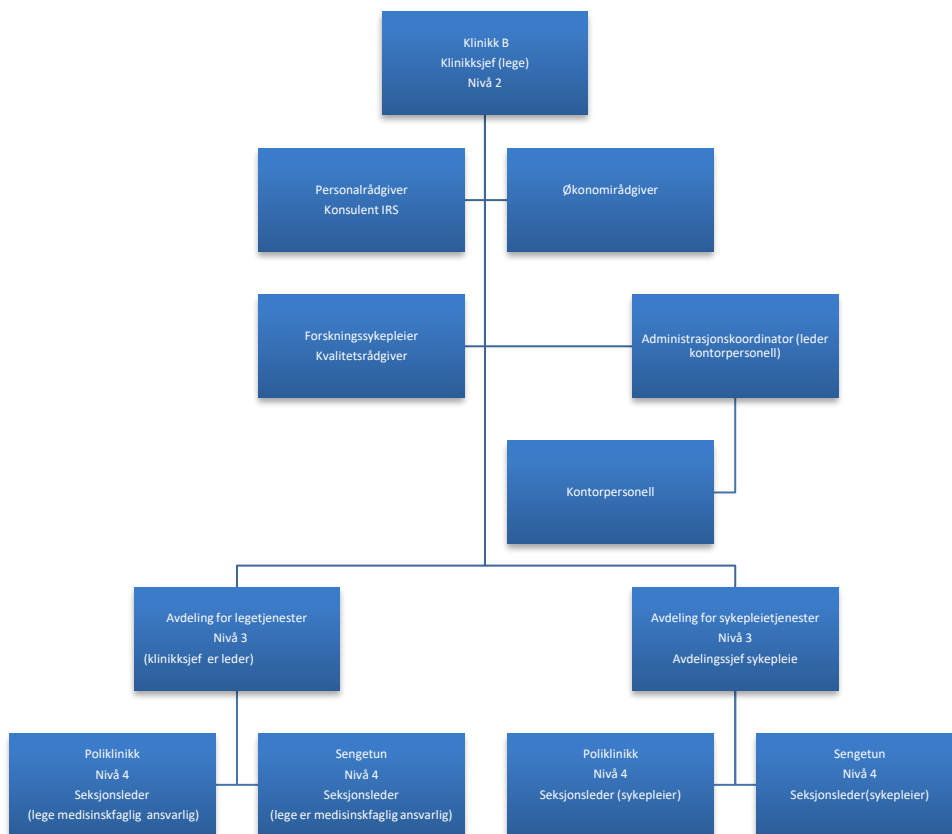 Klinikk B
Klinikksjef (lege)
Nivå 2
Personalrådgiver
Konsulent IRS
Økonomirådgiver
Forskningssykepleier
Kvalitetsrådgiver
Administrasjonskoordinator (leder
kontorpersonell)
Kontorpersonell
Avdeling for legetjenester
Nivå 3
(klinikksjef er leder)
Avdeling for sykepleietjenester
Nivå 3
Avdelingssjef sykepleie
Poliklinikk
Nivå 4
Seksjonsleder
(lege medisinskfaglig ansvarlig)
Sengetun
Nivå 4
Seksjonsleder
(lege er medisinskfaglig ansvarlig)
Poliklinikk
Nivå 4
Seksjonsleder (sykepleier)
Sengetun
Nivå 4
Seksjonsleder(sykepleier)